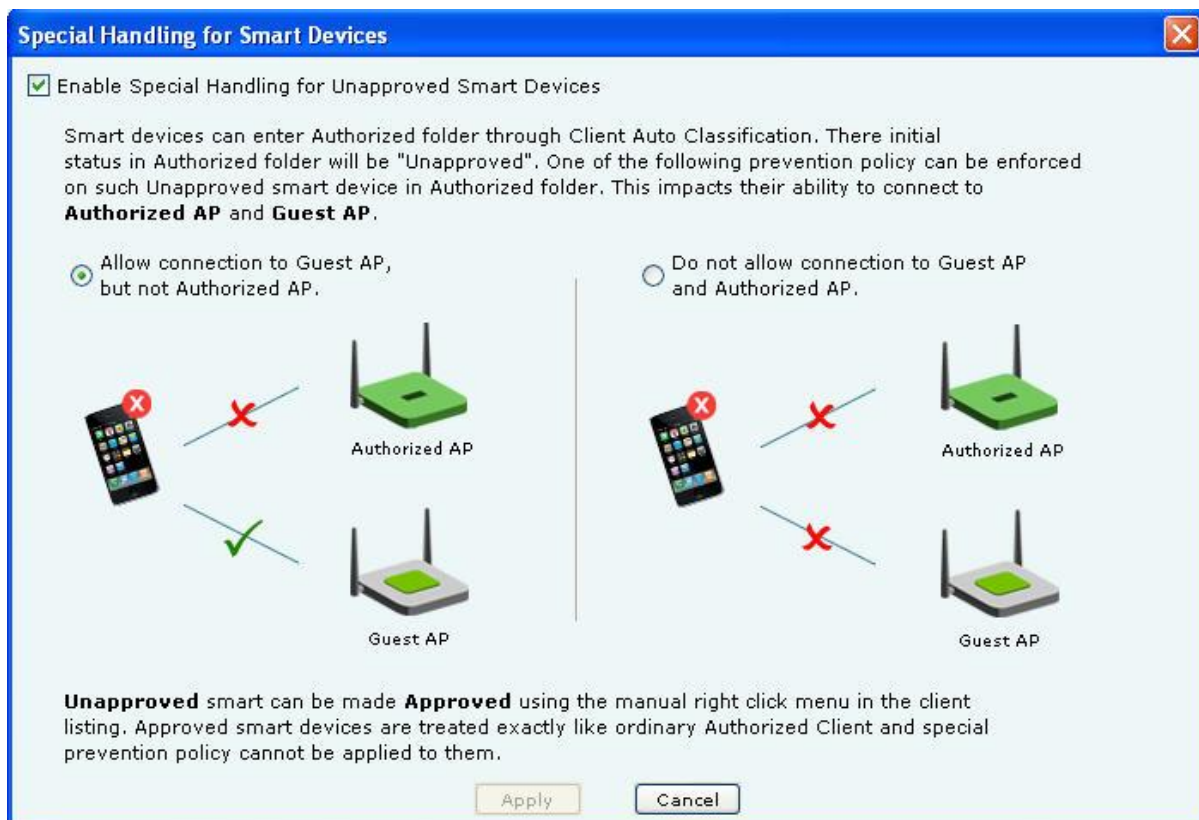 Special Handling for Smart Devices
Enable Special Handling for Unapproved Smart Devices
Smart devices can enter Authorized folder through Client Auto Classification. There initial
status in Authorized folder will be "Unapproved". One of the following prevention policy can be enforced
on such Unapproved smart device in Authorized folder. This impacts their ability to connect to
Authorized AP and Guest AP.
Allow connection to Guest AP,
but not Authorized AP.
Authorized AP
Guest AP
Do not allow connection to Guest AP
and Authorized AP.
Authorized AP
Guest AP
Unapproved smart can be made Approved using the manual right click menu in the client
listing. Approved smart devices are treated exactly like ordinary Authorized Client and special
prevention policy cannot be applied to them.
Apply
Cancel